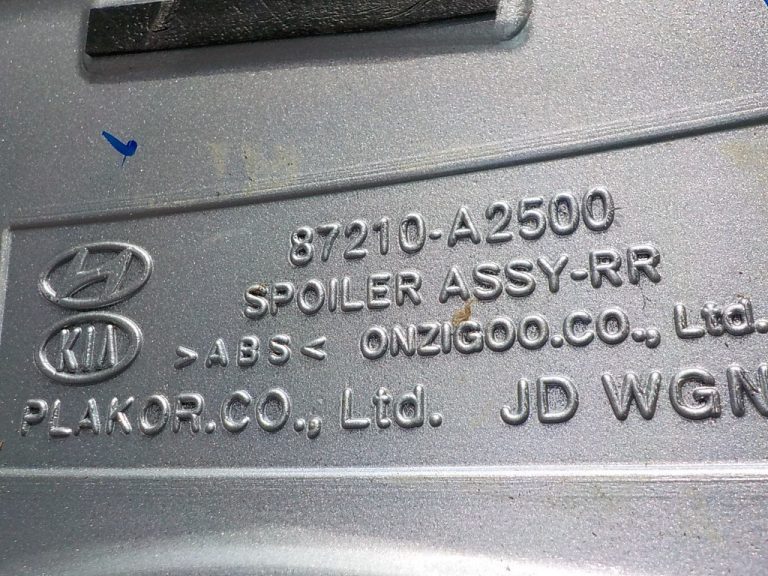 87210-A2500
SPOILER ASSY-RR
KIA >ABS< ONZIGOO.CO., Ltd.
PLAKOR.CO., Ltd. JD WGN